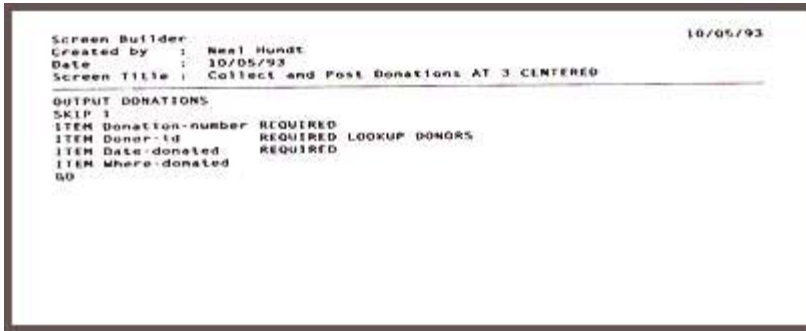 Screen Builder 10/05/93
Created by : Neal Hundt
Date : 10/05/93
Screen Title : Collect and Post Donations AT 3 CENTERED
OUTPUT DONATIONS
SKIP 1
ITEM Donation-number REQUIRED
ITEM Donor-id REQUIRED LOOKUP DONORS
ITEM Date-donated REQUIRED
ITEM Where-donated
GO